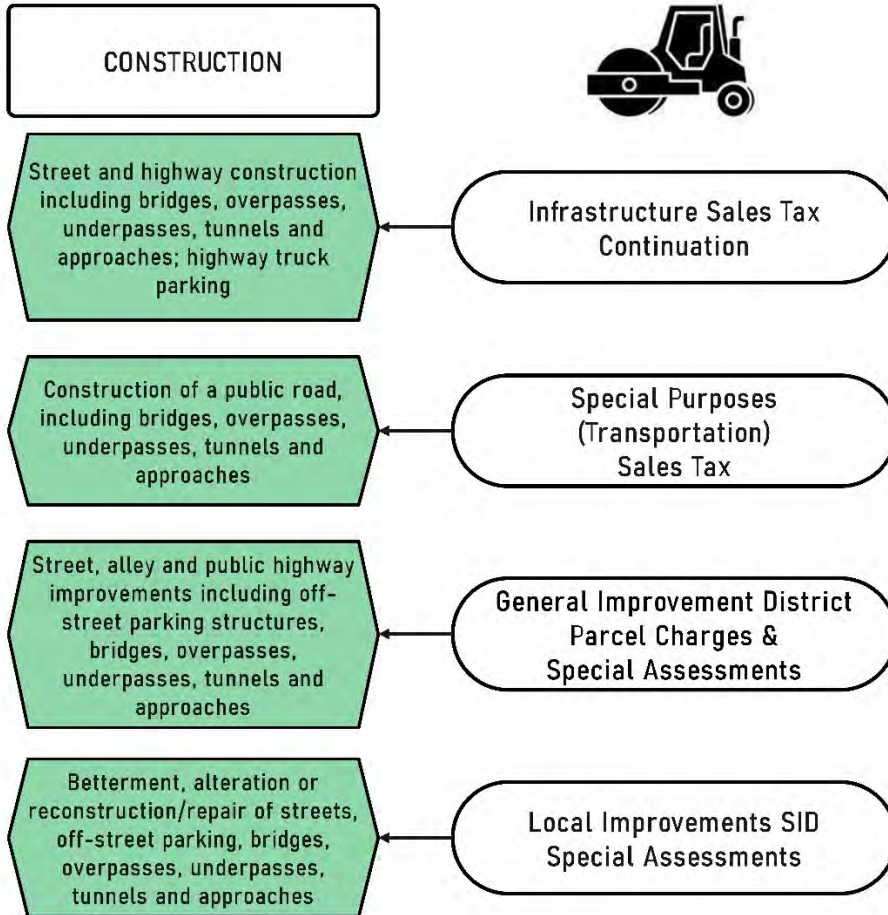 CONSTRUCTION
Street and highway construction
including bridges, overpasses,
underpasses, tunnels and
approaches; highway truck
parking
Infrastructure Sales Tax
Continuation
Construction of a public road,
including bridges, overpasses,
underpasses, tunnels and
approaches
Special Purposes
(Transportation)
Sales Tax
Street, alley and public highway
improvements including off-
street parking structures,
bridges, overpasses,
underpasses, tunnels and
approaches
General Improvement District
Parcel Charges &
Special Assessments
Betterment, alteration or
reconstruction/repair of streets,
off-street parking, bridges,
overpasses, underpasses,
tunnels and approaches
Local Improvements SID
Special Assessments